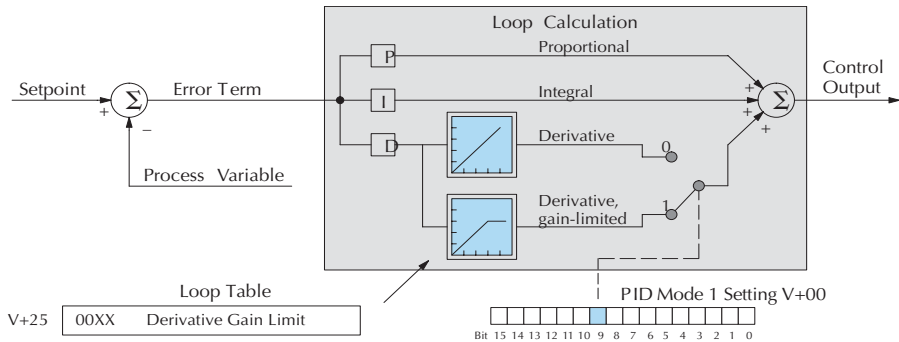 Loop Calculation
P
Proportional
Setpoint
+
Σ
Error Term
−
I
Integral
+
+
+
Σ
Control
Output
D
Derivative
0
Process Variable
Derivative,
gain-limited
1
Loop Table
V+25
00XX Derivative Gain Limit
PID Mode 1 Setting V+00
Bit 15 14 13 12 11 10 9 8 7 6 5 4 3 2 1 0